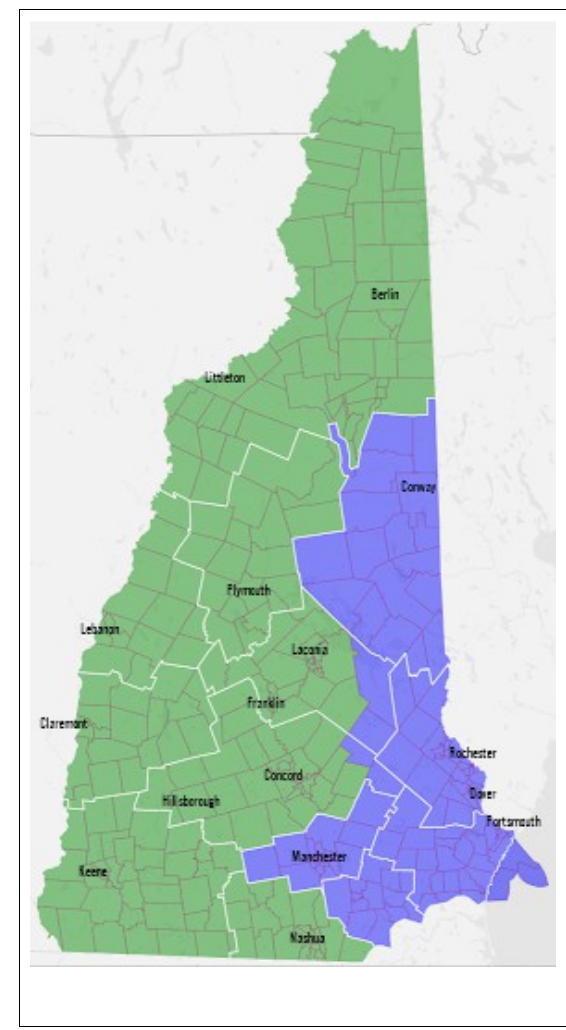 Berlin
Littleton
Conway
Plymouth
Lebanon
Laconia
Franklin
Claremont
Rochester
Concord
Dover
Hillsborough
Portsmouth
Manchester
Keene
Nashua